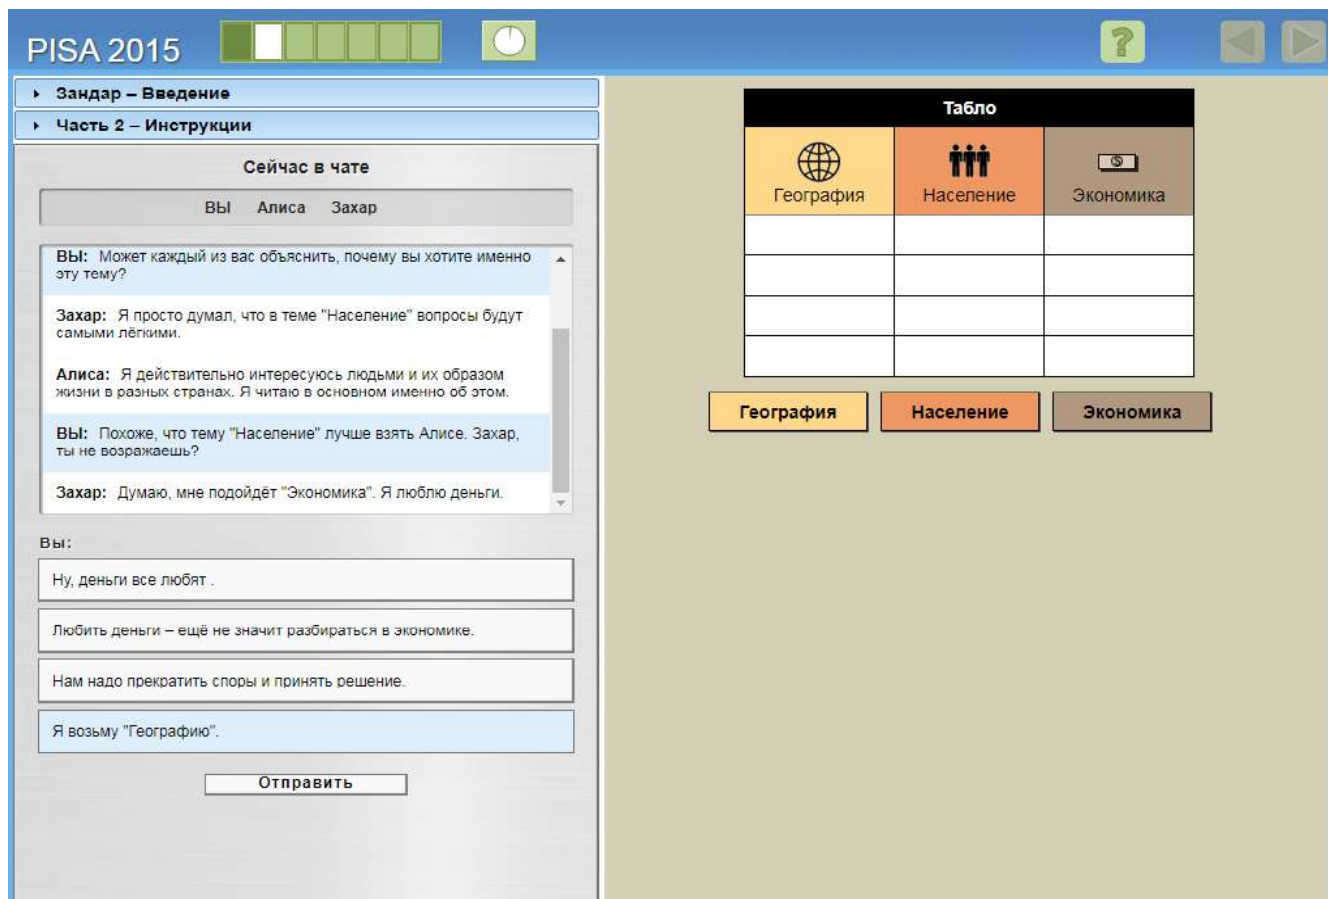 PISA 2015
?
Зандар – Введение
Часть 2 – Инструкции
Сейчас в чате
ВЫ Алиса Захар
ВЫ: Может каждый из вас объяснить, почему вы хотите именно
эту тему?
Захар: Я просто думал, что в теме "Население" вопросы будут
самыми лёгкими.
Алиса: Я действительно интересуюсь людьми и их образом
жизни в разных странах. Я читаю в основном именно об этом.
ВЫ: Похоже, что тему "Население" лучше взять Алисе. Захар,
ты не возражаешь?
Захар: Думаю, мне подойдёт "Экономика". Я люблю деньги.
Вы:
Ну, деньги все любят .
Любить деньги – ещё не значит разбираться в экономике.
Нам надо прекратить споры и принять решение.
Я возьму "Географию".
Отправить
Табло
География Население Экономика
География Население Экономика